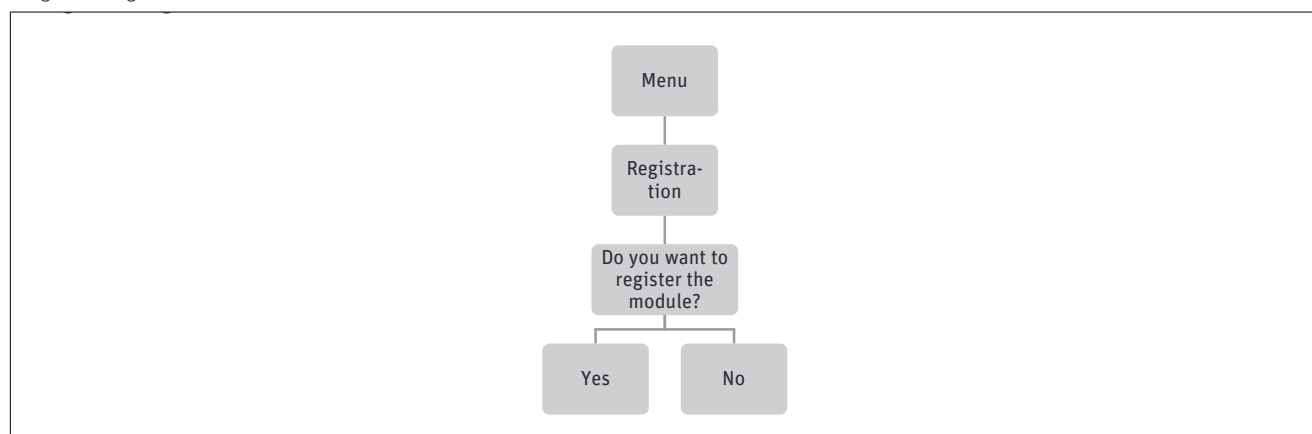 Menu
Registra-
tion
Do you want to
register the
module?
Yes
No